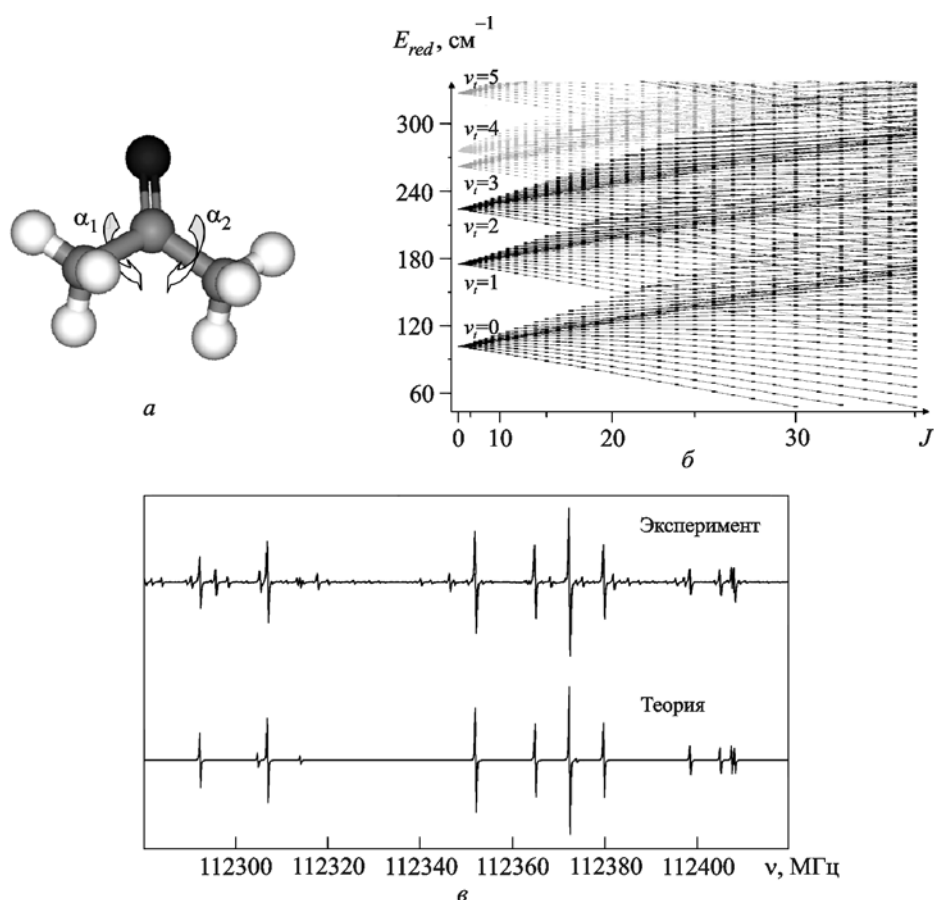 E_red, см⁻¹
v_t=5
300
v_t=4
240
v_t=3
v_t=2
180
v_t=1
120
v_t=0
60
0 10 20 30 J
α₁ α₂
а
б
Эксперимент
Теория
112300 112320 112340 112360 112380 112400 ν, МГц
в